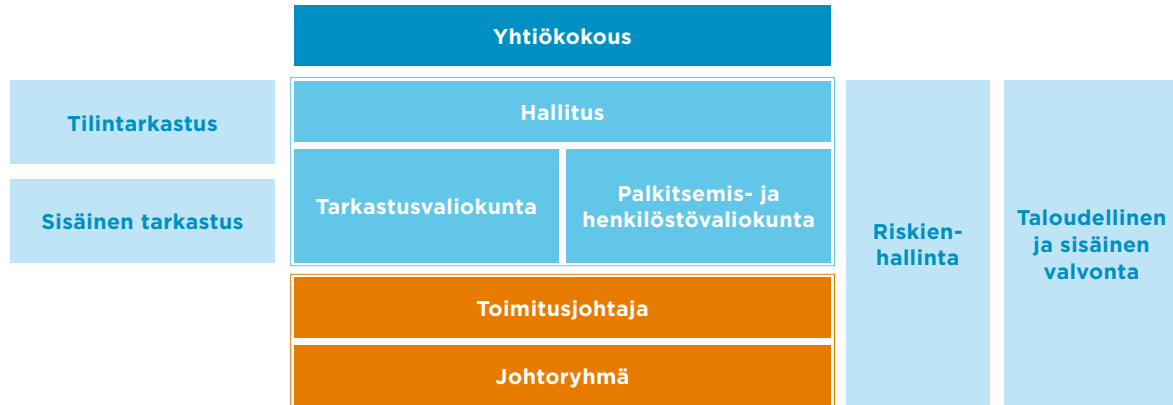 Yhtiökokous
Tilintarkastus
Sisäinen tarkastus
Hallitus
Tarkastusvaliokunta
Palkitsemis- ja
henkilöstövaliokunta
Toimitusjohtaja
Johtoryhmä
Riskien-
hallinta
Taloudellinen
ja sisäinen
valvonta